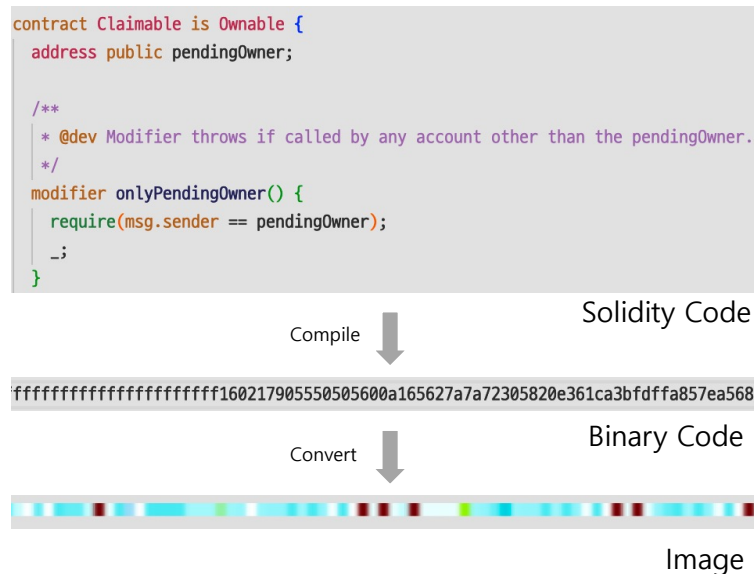 contract Claimable is Ownable {
address public pendingOwner;
/**
* @dev Modifier throws if called by any account other than the pendingOwner.
*/
modifier onlyPendingOwner() {
require(msg.sender == pendingOwner);
_;
}
Solidity Code
Compile
ffffffffffffffffffffffff160217905550505600a165627a7a72305820e361ca3bfdffa857ea568
Binary Code
Convert
Image